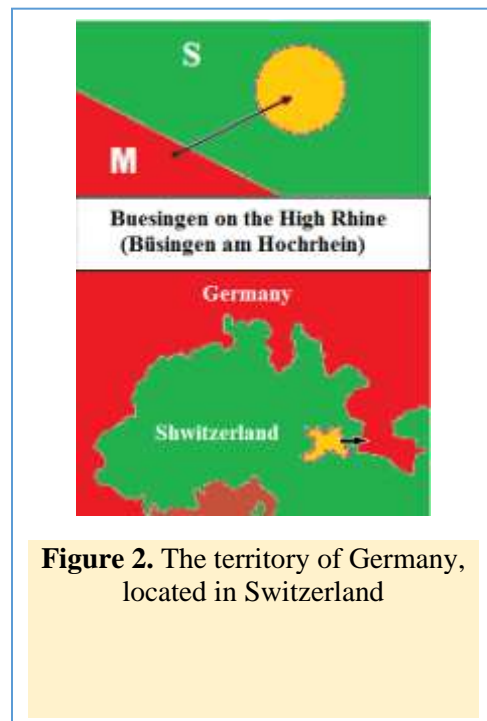 S
M
Buesingen on the High Rhine
(Büsingen am Hochrhein)
Germany
Shwitzerland
Figure 2. The territory of Germany,
located in Switzerland